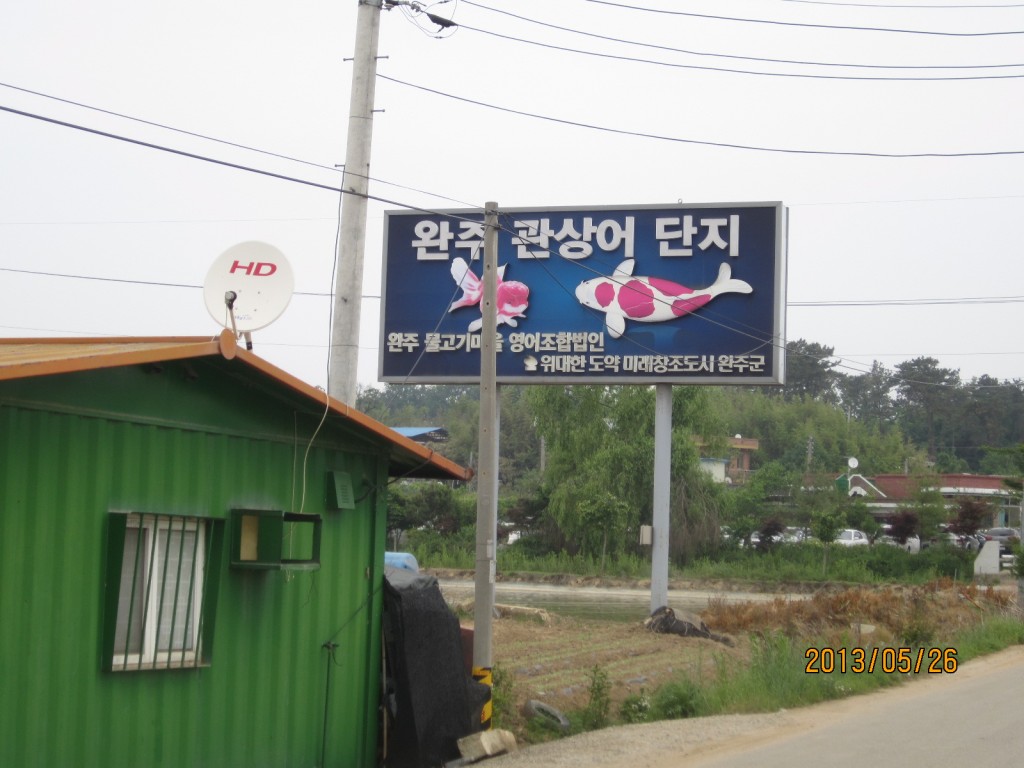 HD
완주 관상어 단지
완주 물고기마을 영어조합법인
위대한 도약 미래창조도시 완주군
2013/05/26